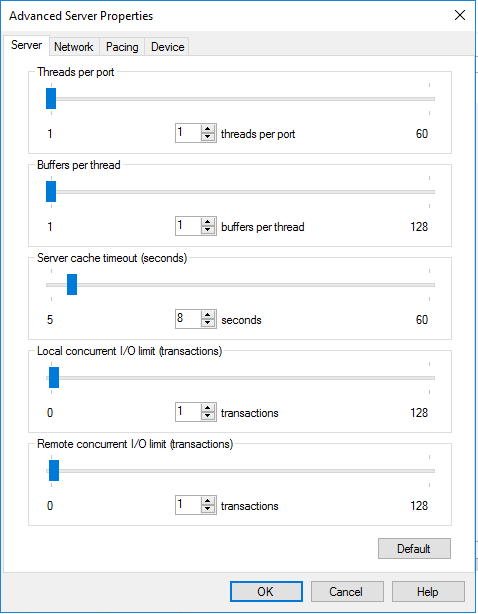 Advanced Server Properties
Server Network Pacing Device
Threads per port
1 1 threads per port 60
Buffers per thread
1 1 buffers per thread 128
Server cache timeout (seconds)
5 8 seconds 60
Local concurrent I/O limit (transactions)
0 1 transactions 128
Remote concurrent I/O limit (transactions)
0 1 transactions 128
Default
OK Cancel Help